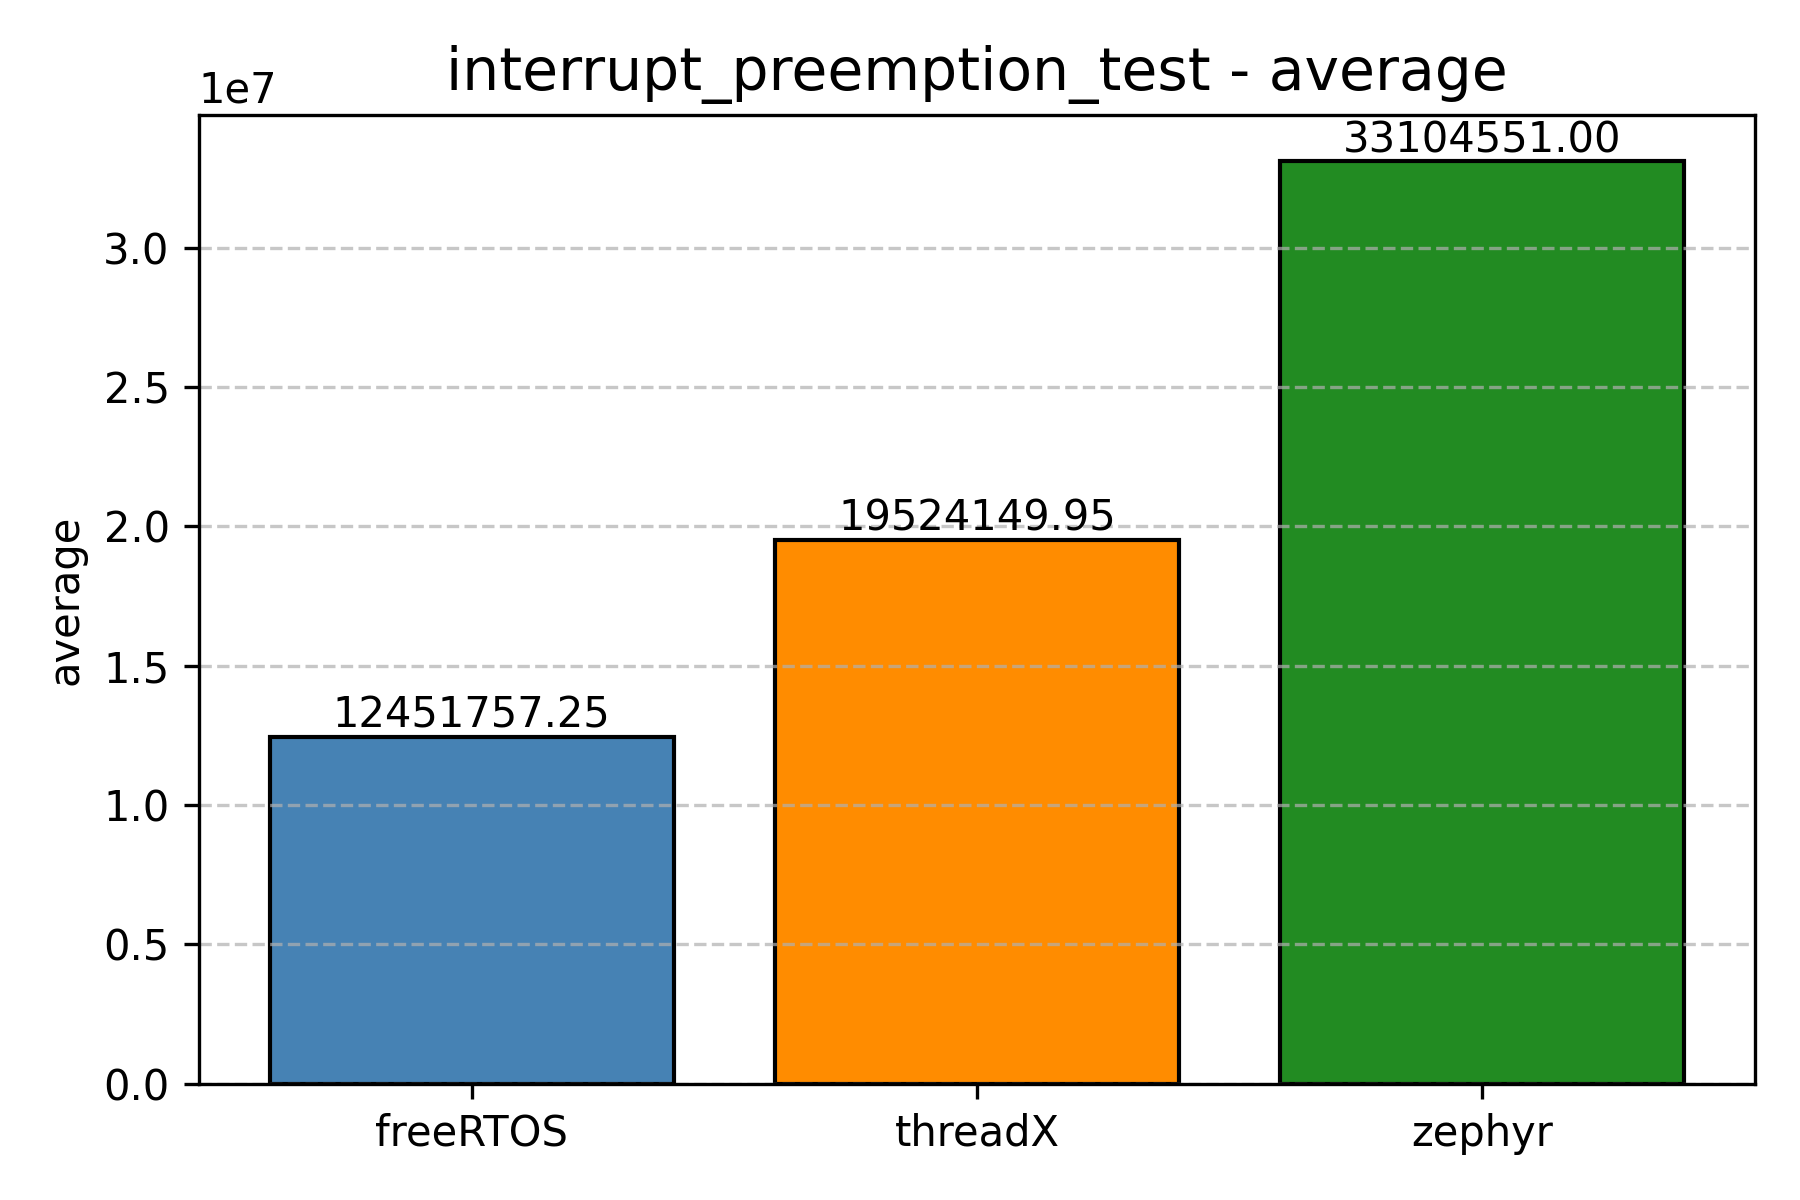 interrupt_preemption_test - average
1e7
33104551.00
3.0
2.5
19524149.95
2.0
average
1.5
12451757.25
1.0
0.5
0.0
freeRTOS
threadX
zephyr